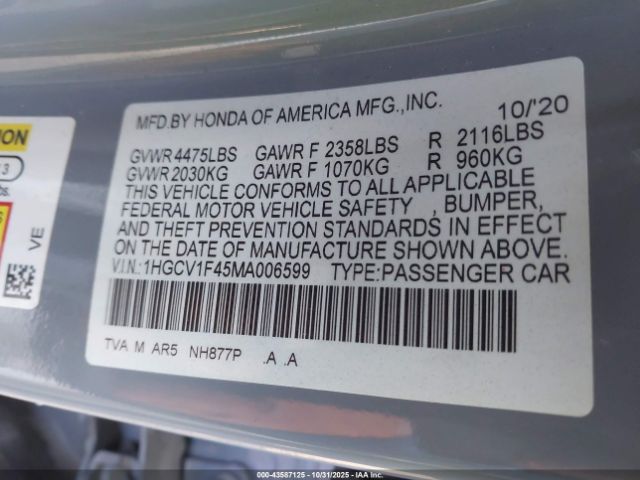 MFD.BY HONDA OF AMERICA MFG.,INC. 10/'20
GVWR 4475LBS GAWR F 2358LBS R 2116LBS
GVWR 2030KG GAWR F 1070KG R 960KG
THIS VEHICLE CONFORMS TO ALL APPLICABLE
FEDERAL MOTOR VEHICLE SAFETY , BUMPER,
AND THEFT PREVENTION STANDARDS IN EFFECT
ON THE DATE OF MANUFACTURE SHOWN ABOVE.
V.I.N.:1HGCV1F45MA006599 TYPE:PASSENGER CAR
TVA M AR5 NH877P .A .A
VE
000-43587125 - 10/31/2025 - IAA Inc.